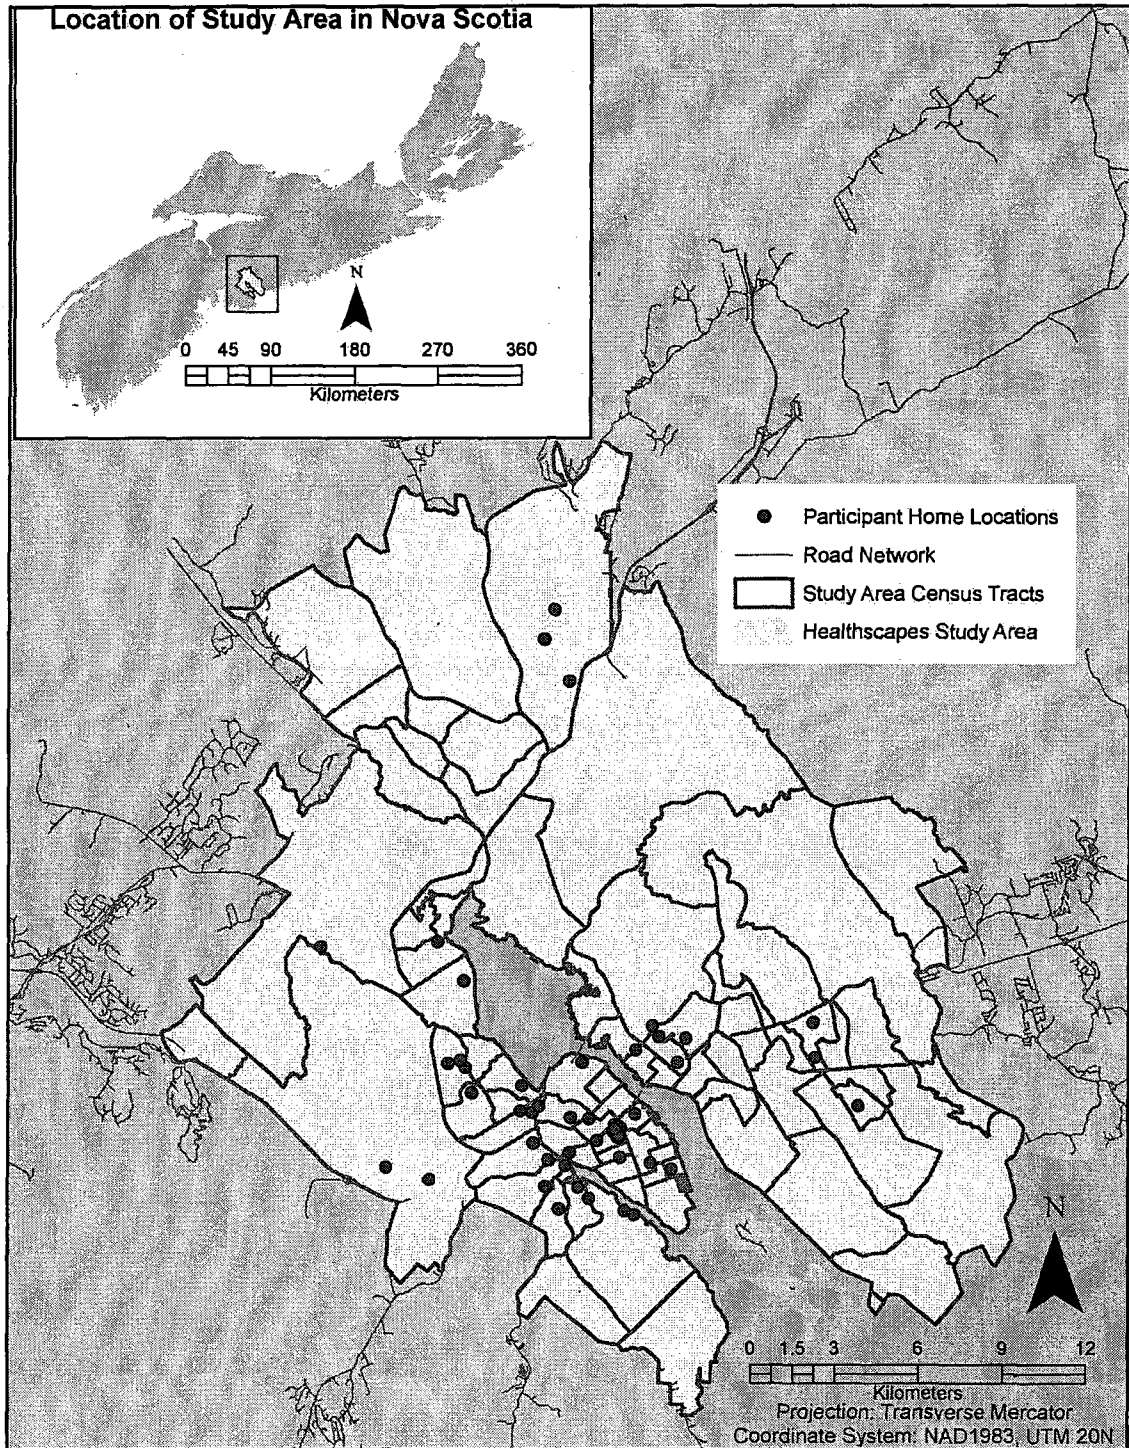 Location of Study Area in Nova Scotia
N
0 45 90 180 270 360
Kilometers
Participant Home Locations
Road Network
Study Area Census Tracts
Healthscapes Study Area
N
0 1.5 3 6 9 12
Kilometers
Projection: Transverse Mercator
Coordinate System: NAD1983, UTM 20N